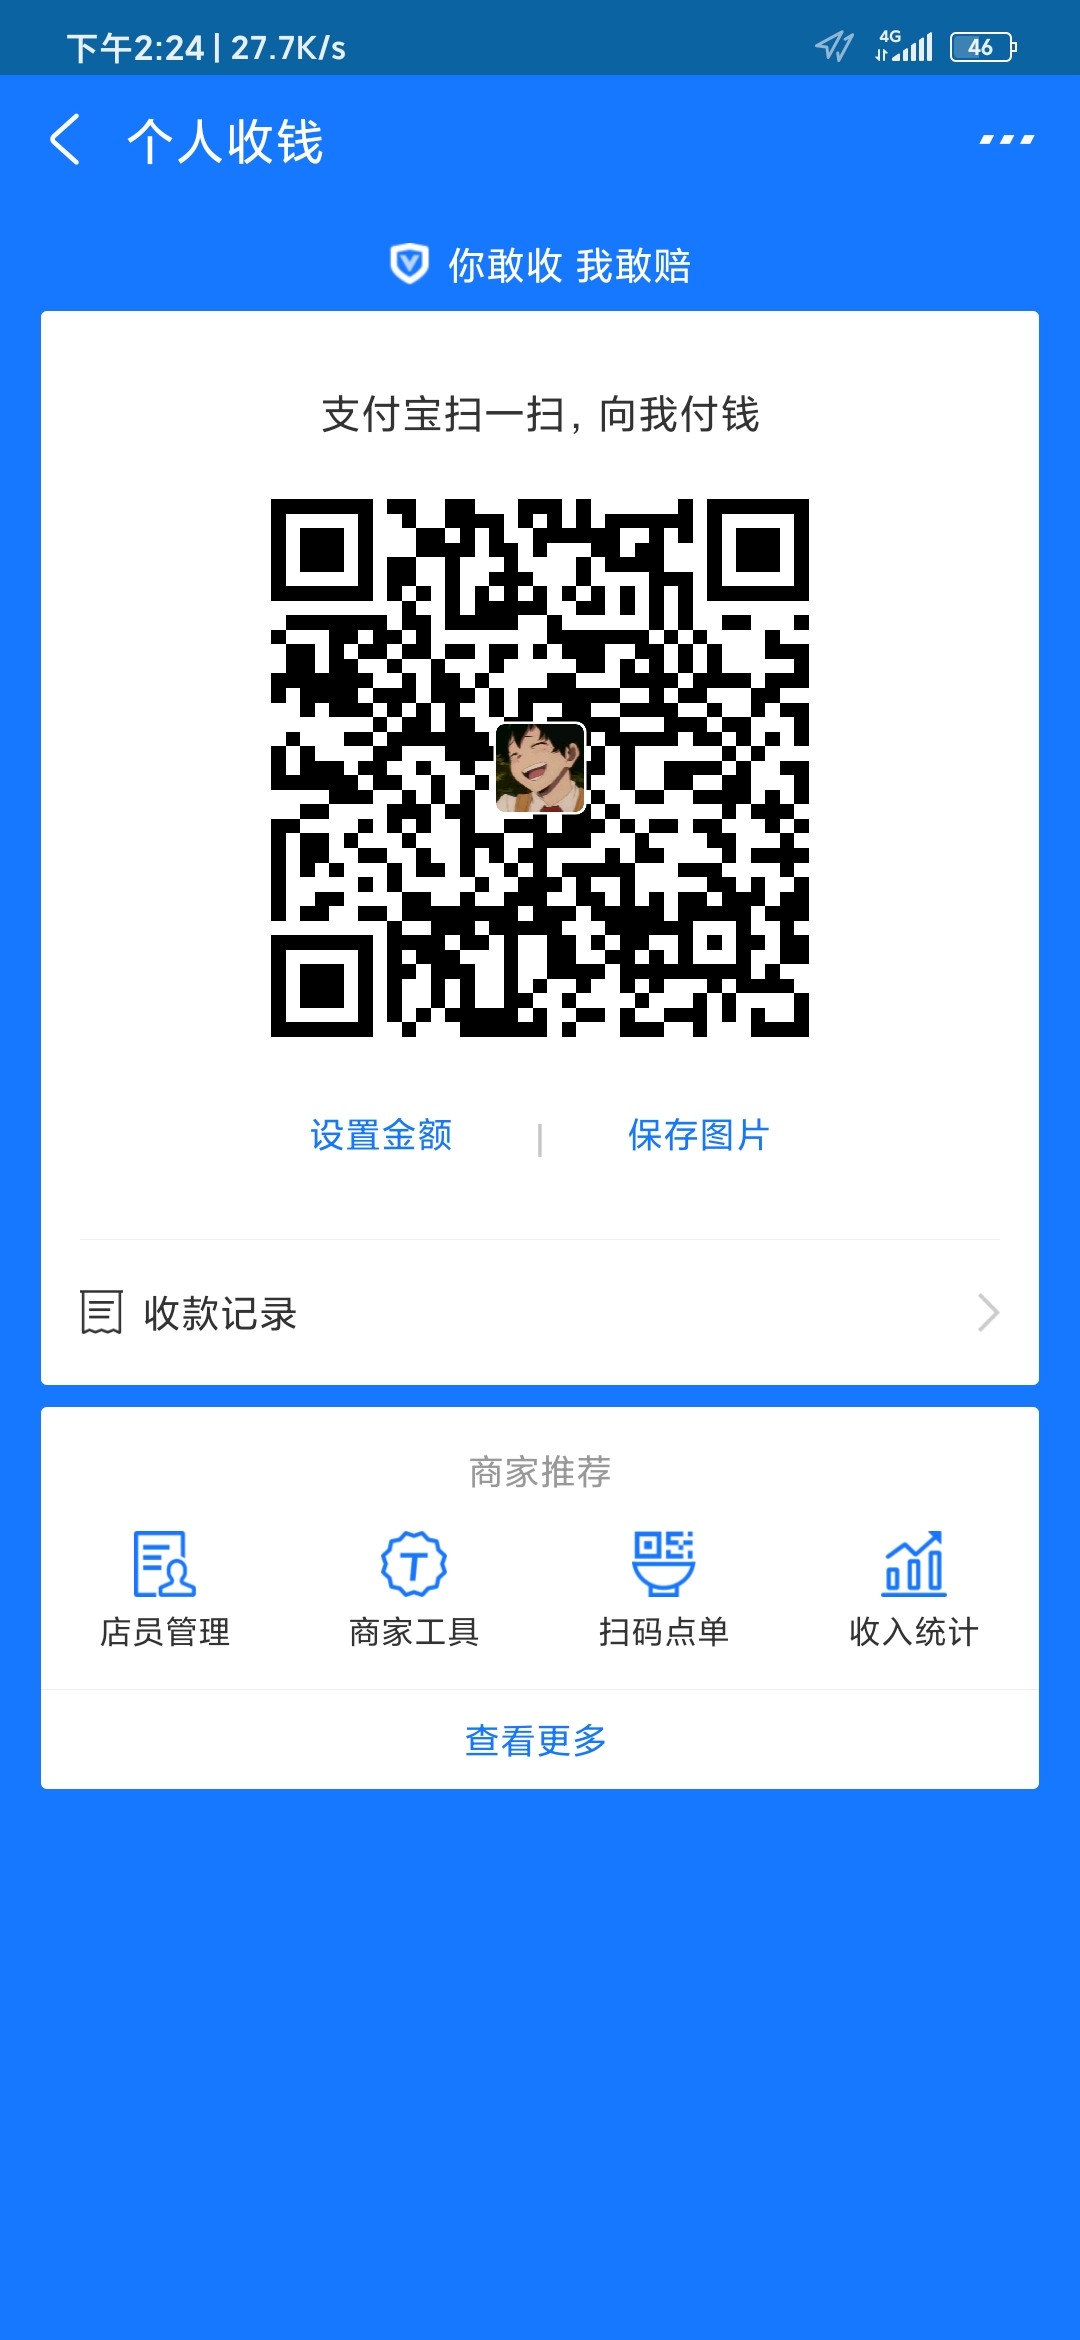 下午2:24 | 27.7K/s
4G
46
个人收钱
你敢收 我敢赔
支付宝扫一扫，向我付钱
设置金额 | 保存图片
收款记录
商家推荐
店员管理 商家工具 扫码点单 收入统计
查看更多